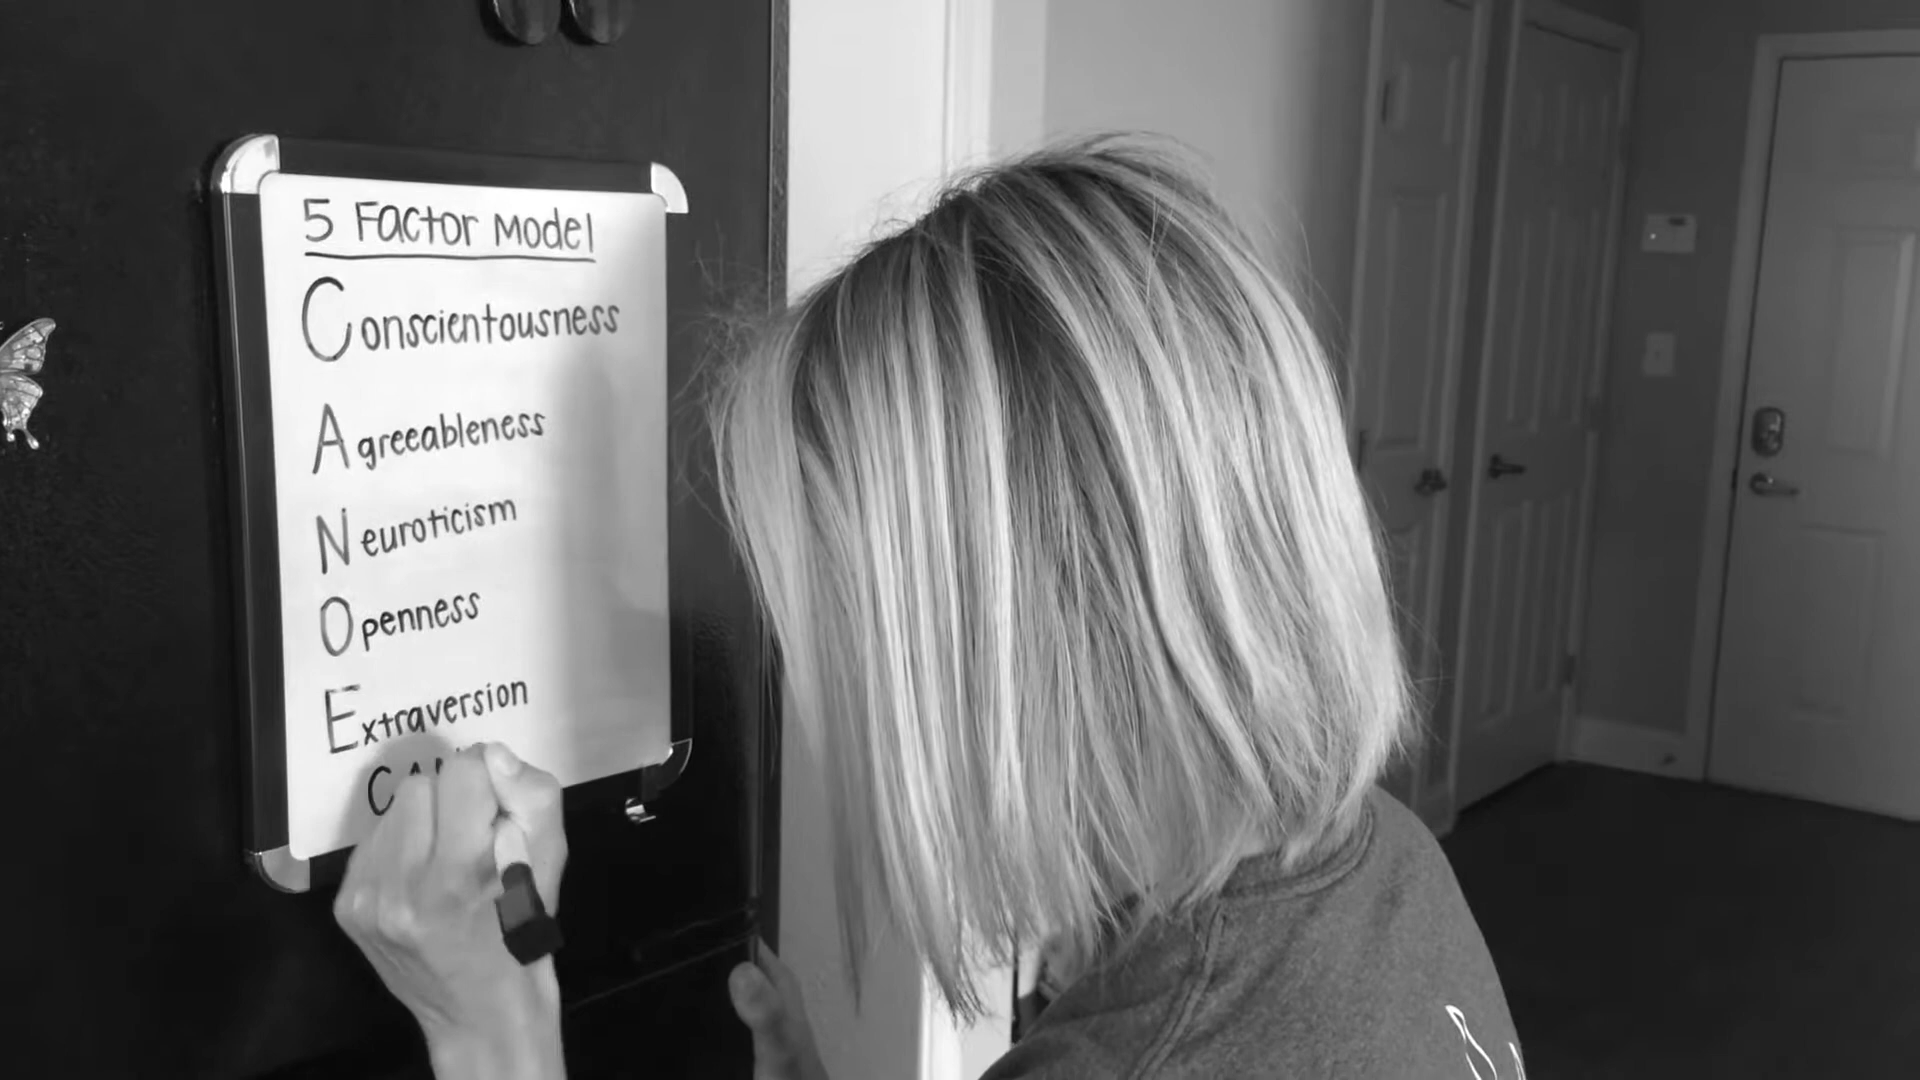 5 Factor Model
Conscientousness
Agreeableness
Neuroticism
Openness
Extraversion